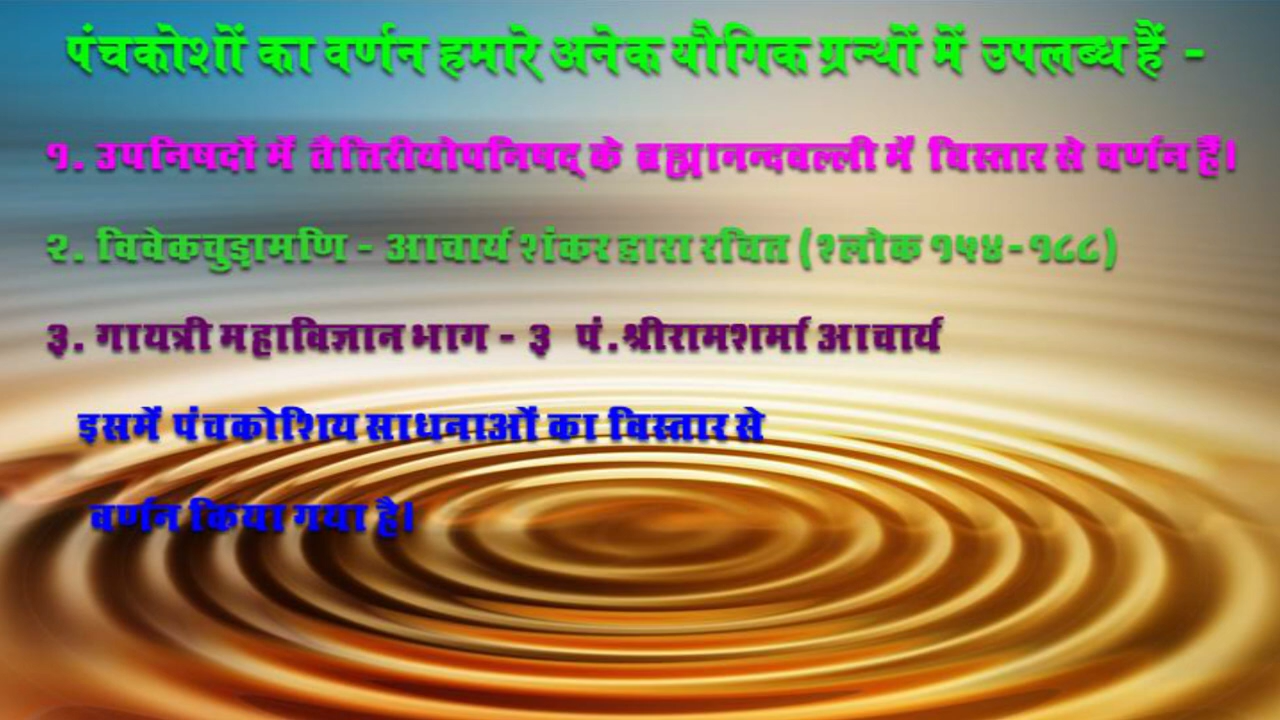 पंचकोशों का वर्णन हमारे अनेक यौगिक ग्रन्थों में उपलब्ध हैं -
१. उपनिषदों में तैत्तिरीयोपनिषद् के ब्रह्मानन्दवल्ली में विस्तार से वर्णन हैं।
२. विवेकचुड़ामणि - आचार्य शंकर द्वारा रचित (श्लोक १५४-१८८)
३. गायत्री महाविज्ञान भाग - ३ पं.श्रीरामशर्मा आचार्य
इसमें पंचकोशिय साधनाओं का विस्तार से
वर्णन किया गया है।